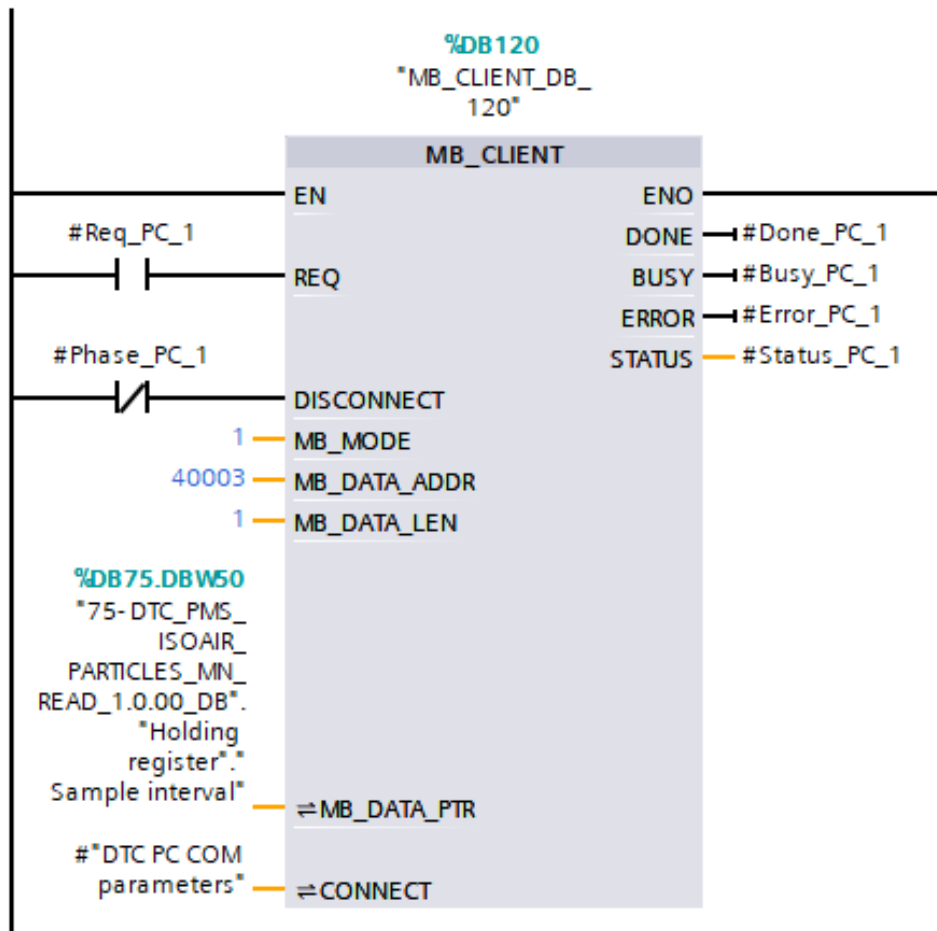 %DB120
"MB_CLIENT_DB_
120"
MB_CLIENT
EN
ENO
#Req_PC_1
DONE
#Done_PC_1
REQ
BUSY
#Busy_PC_1
ERROR
#Error_PC_1
#Phase_PC_1
STATUS
#Status_PC_1
DISCONNECT
1
MB_MODE
40003
MB_DATA_ADDR
1
MB_DATA_LEN
%DB75.DBW50
"75-DTC_PMS_
ISOAIR_
PARTICLES_MN_
READ_1.0.00_DB".
"Holding
register"."
Sample interval"
MB_DATA_PTR
#"DTC PC COM
parameters"
CONNECT